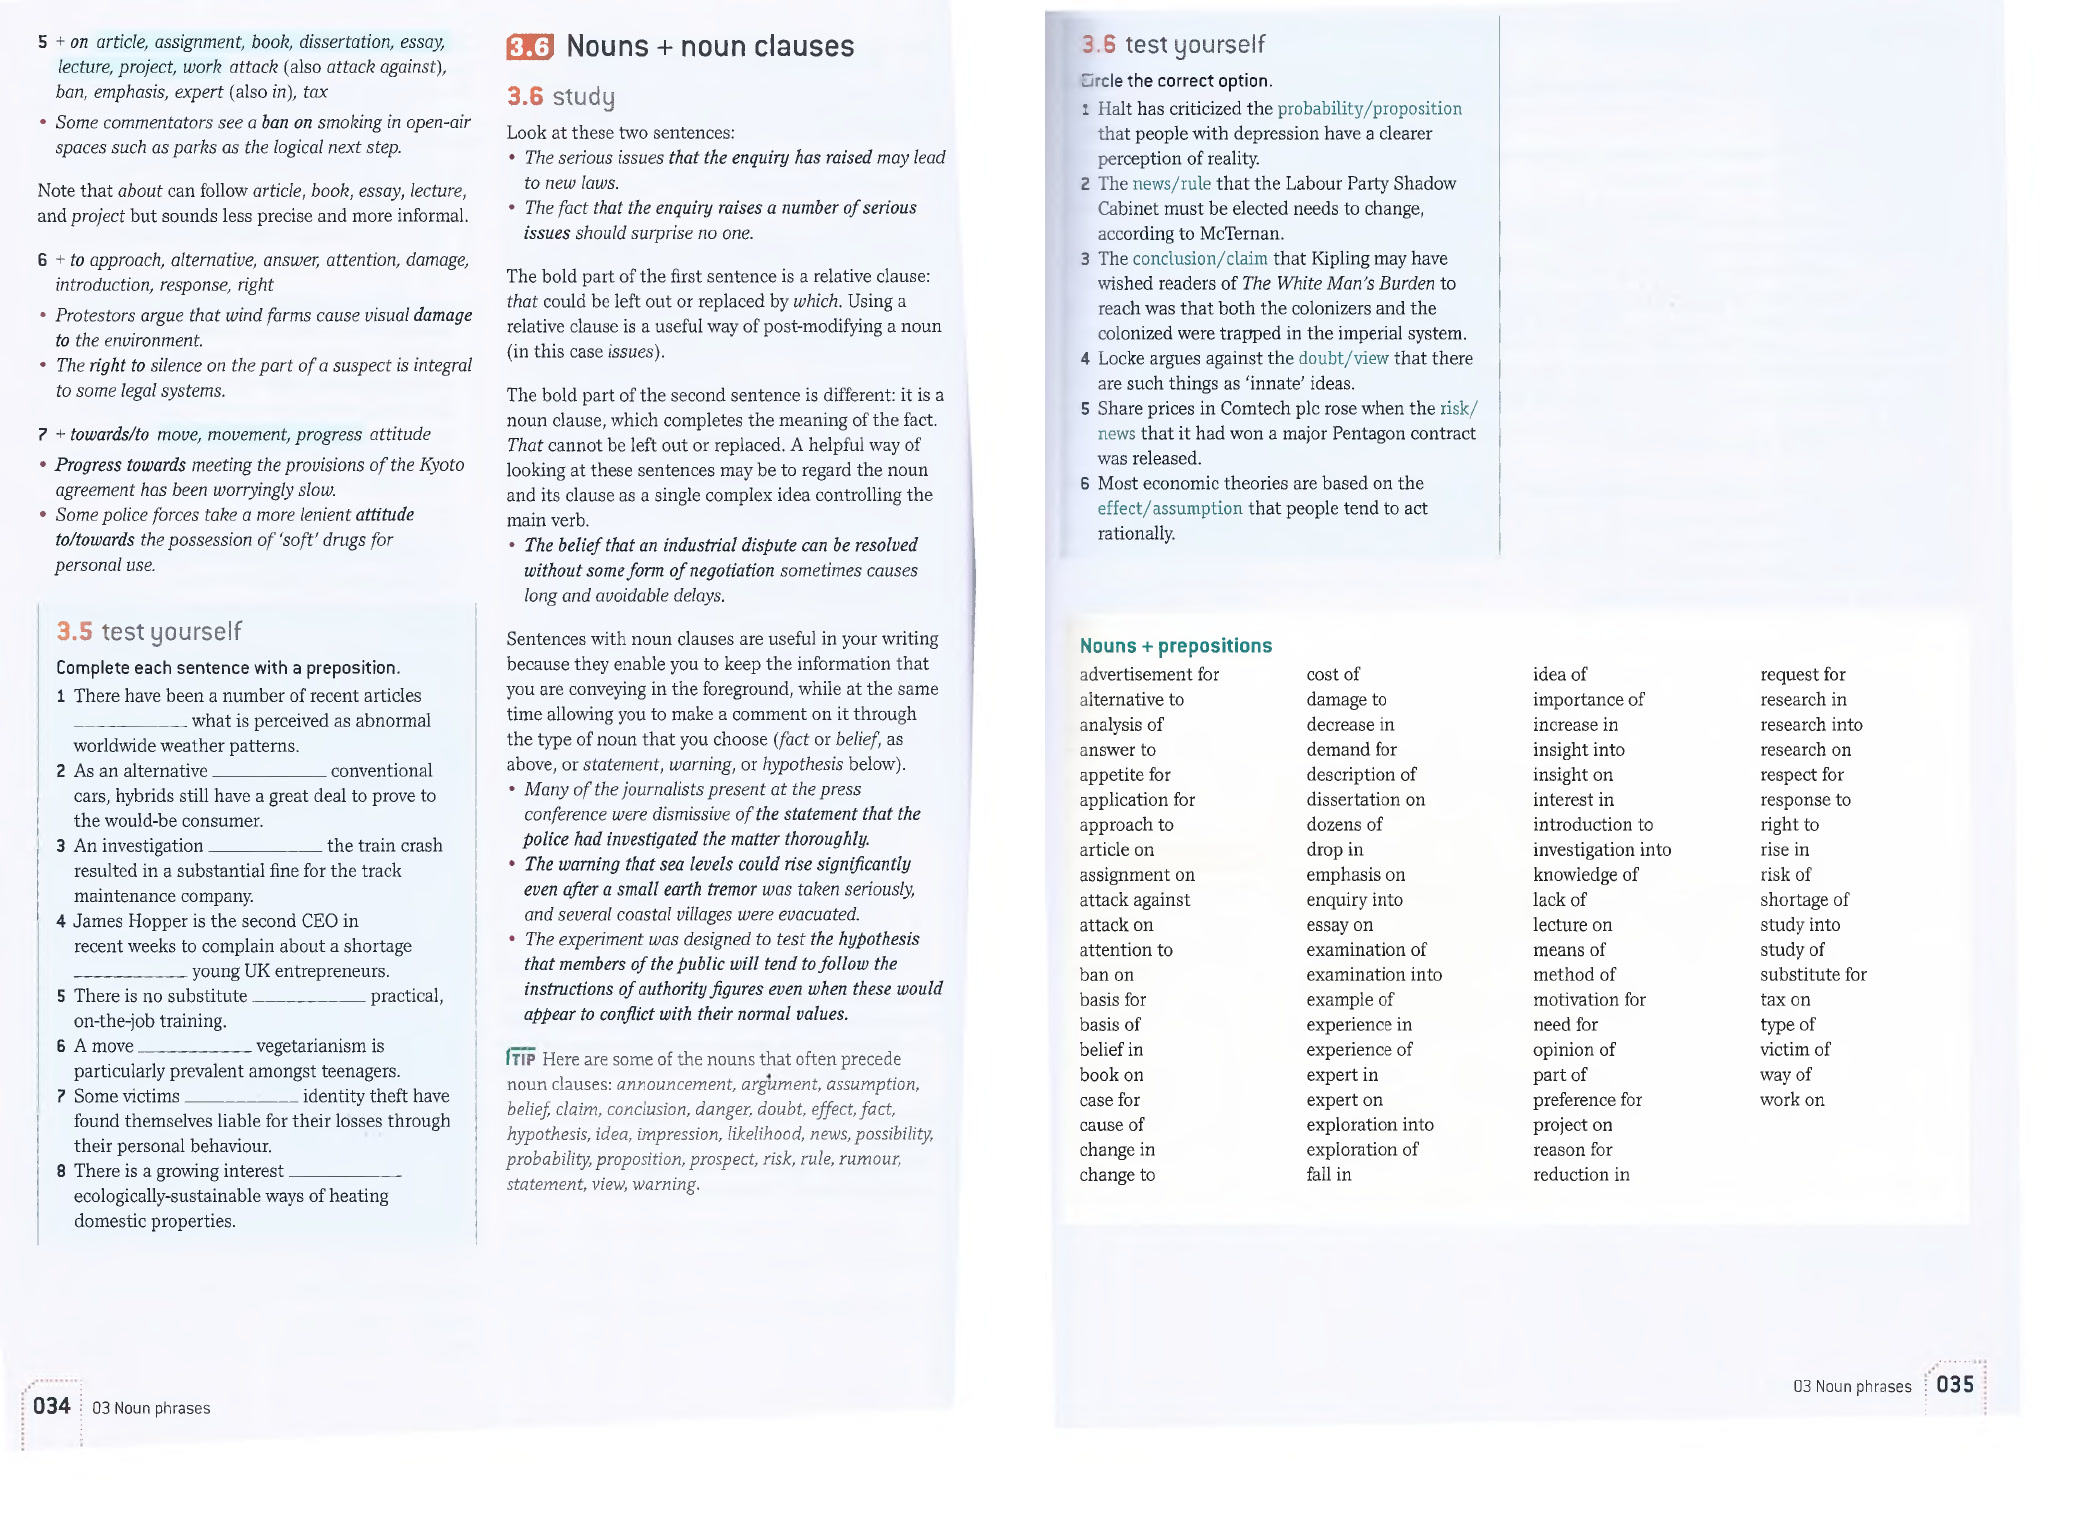 5 + on article, assignment, book, dissertation, essay,
lecture, project, work attack (also attack against),
ban, emphasis, expert (also in), tax
• Some commentators see a ban on smoking in open-air
spaces such as parks as the logical next step.
Note that about can follow article, book, essay, lecture,
and project but sounds less precise and more informal.
6 + to approach, alternative, answer, attention, damage,
introduction, response, right
• Protestors argue that wind farms cause visual damage
to the environment.
• The right to silence on the part of a suspect is integral
to some legal systems.
7 + towards/to move, movement, progress attitude
• Progress towards meeting the provisions of the Kyoto
agreement has been worryingly slow.
• Some police forces take a more lenient attitude
to/towards the possession of 'soft' drugs for
personal use.
3.5 test yourself
Complete each sentence with a preposition.
1 There have been a number of recent articles
____________ what is perceived as abnormal
worldwide weather patterns.
2 As an alternative ____________ conventional
cars, hybrids still have a great deal to prove to
the would-be consumer.
3 An investigation ____________ the train crash
resulted in a substantial fine for the track
maintenance company.
4 James Hopper is the second CEO in
recent weeks to complain about a shortage
____________ young UK entrepreneurs.
5 There is no substitute ____________ practical,
on-the-job training.
6 A move ____________ vegetarianism is
particularly prevalent amongst teenagers.
7 Some victims ____________ identity theft have
found themselves liable for their losses through
their personal behaviour.
8 There is a growing interest ____________
ecologically-sustainable ways of heating
domestic properties.
034 03 Noun phrases
3.6 Nouns + noun clauses
3.6 study
Look at these two sentences:
• The serious issues that the enquiry has raised may lead
to new laws.
• The fact that the enquiry raises a number of serious
issues should surprise no one.
The bold part of the first sentence is a relative clause:
that could be left out or replaced by which. Using a
relative clause is a useful way of post-modifying a noun
(in this case issues).
The bold part of the second sentence is different: it is a
noun clause, which completes the meaning of the fact.
That cannot be left out or replaced. A helpful way of
looking at these sentences may be to regard the noun
and its clause as a single complex idea controlling the
main verb.
• The belief that an industrial dispute can be resolved
without some form of negotiation sometimes causes
long and avoidable delays.
Sentences with noun clauses are useful in your writing
because they enable you to keep the information that
you are conveying in the foreground, while at the same
time allowing you to make a comment on it through
the type of noun that you choose (fact or belief, as
above, or statement, warning, or hypothesis below).
• Many of the journalists present at the press
conference were dismissive of the statement that the
police had investigated the matter thoroughly.
• The warning that sea levels could rise significantly
even after a small earth tremor was taken seriously,
and several coastal villages were evacuated.
• The experiment was designed to test the hypothesis
that members of the public will tend to follow the
instructions of authority figures even when these would
appear to conflict with their normal values.
TIP Here are some of the nouns that often precede
noun clauses: announcement, argument, assumption,
belief, claim, conclusion, danger, doubt, effect, fact,
hypothesis, idea, impression, likelihood, news, possibility,
probability, proposition, prospect, risk, rule, rumour,
statement, view, warning.
3.6 test yourself
Circle the correct option.
1 Halt has criticized the probability/proposition
that people with depression have a clearer
perception of reality.
2 The news/rule that the Labour Party Shadow
Cabinet must be elected needs to change,
according to McTernan.
3 The conclusion/claim that Kipling may have
wished readers of The White Man's Burden to
reach was that both the colonizers and the
colonized were trapped in the imperial system.
4 Locke argues against the doubt/view that there
are such things as 'innate' ideas.
5 Share prices in Comtech plc rose when the risk/
news that it had won a major Pentagon contract
was released.
6 Most economic theories are based on the
effect/assumption that people tend to act
rationally.
Nouns + prepositions
advertisement for
alternative to
analysis of
answer to
appetite for
application for
approach to
article on
assignment on
attack against
attack on
attention to
ban on
basis for
basis of
belief in
book on
case for
cause of
change in
change to
cost of
damage to
decrease in
demand for
description of
dissertation on
dozens of
drop in
emphasis on
enquiry into
essay on
examination of
examination into
example of
experience in
experience of
expert in
expert on
exploration into
exploration of
fall in
idea of
importance of
increase in
insight into
insight on
interest in
introduction to
investigation into
knowledge of
lack of
lecture on
means of
method of
motivation for
need for
opinion of
part of
preference for
project on
reason for
reduction in
request for
research in
research into
research on
respect for
response to
right to
rise in
risk of
shortage of
study into
study of
substitute for
tax on
type of
victim of
way of
work on
03 Noun phrases 035